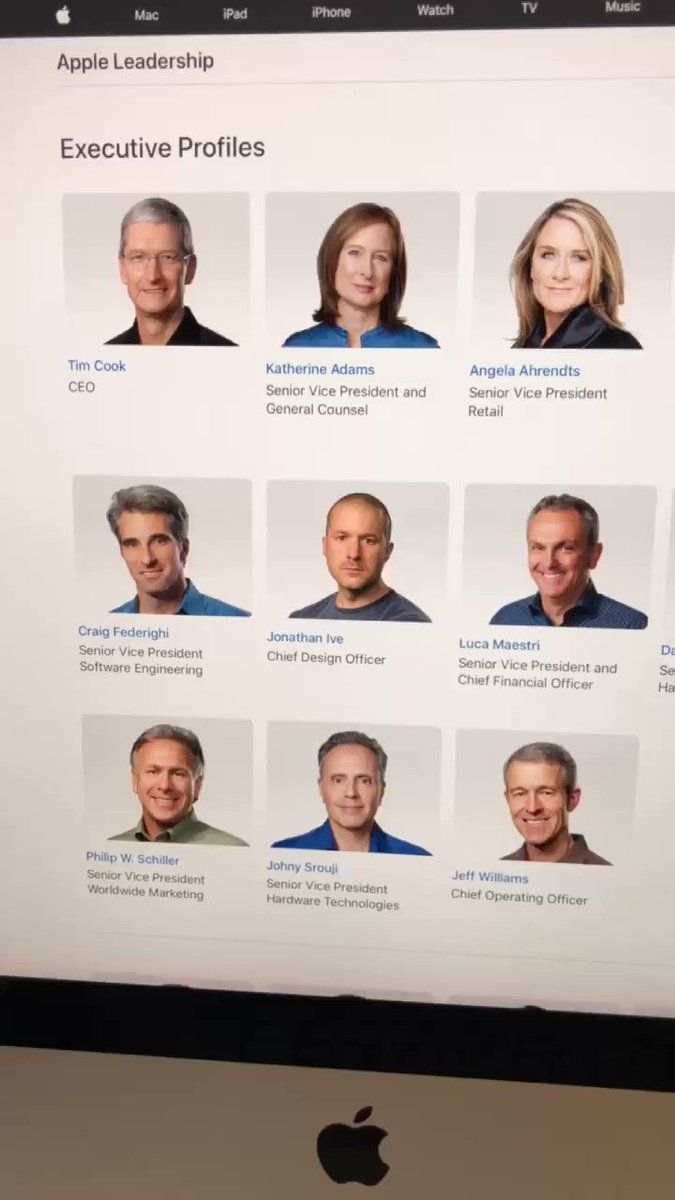 Mac iPad iPhone Watch TV Music
Apple Leadership
Executive Profiles
Tim Cook
CEO
Katherine Adams
Senior Vice President and
General Counsel
Angela Ahrendts
Senior Vice President
Retail
Craig Federighi
Senior Vice President
Software Engineering
Jonathan Ive
Chief Design Officer
Luca Maestri
Senior Vice President and
Chief Financial Officer
Da
Se
Ha
Philip W. Schiller
Senior Vice President
Worldwide Marketing
Johny Srouji
Senior Vice President
Hardware Technologies
Jeff Williams
Chief Operating Officer